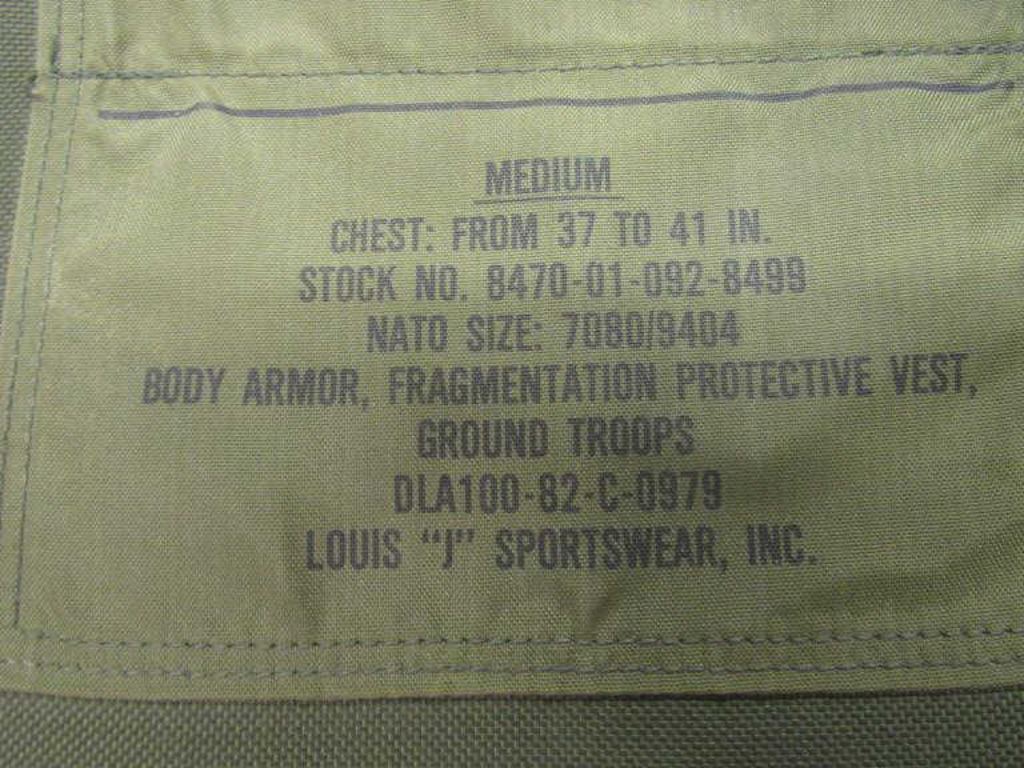 MEDIUM
CHEST: FROM 37 TO 41 IN.
STOCK NO. 8470-01-092-8499
NATO SIZE: 7080/9404
BODY ARMOR, FRAGMENTATION PROTECTIVE VEST,
GROUND TROOPS
DLA100-82-C-0979
LOUIS "J" SPORTSWEAR, INC.